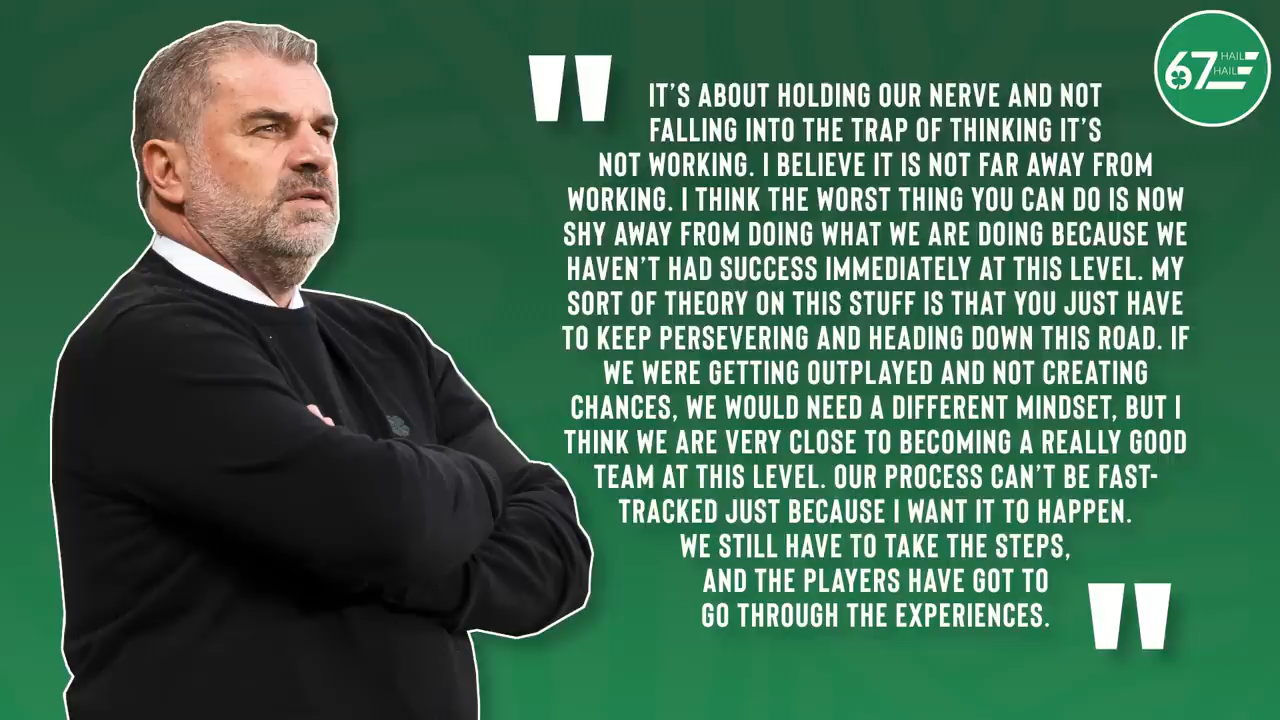 67 HAIL HAIL
"IT'S ABOUT HOLDING OUR NERVE AND NOT
FALLING INTO THE TRAP OF THINKING IT'S
NOT WORKING. I BELIEVE IT IS NOT FAR AWAY FROM
WORKING. I THINK THE WORST THING YOU CAN DO IS NOW
SHY AWAY FROM DOING WHAT WE ARE DOING BECAUSE WE
HAVEN'T HAD SUCCESS IMMEDIATELY AT THIS LEVEL. MY
SORT OF THEORY ON THIS STUFF IS THAT YOU JUST HAVE
TO KEEP PERSEVERING AND HEADING DOWN THIS ROAD. IF
WE WERE GETTING OUTPLAYED AND NOT CREATING
CHANCES, WE WOULD NEED A DIFFERENT MINDSET, BUT I
THINK WE ARE VERY CLOSE TO BECOMING A REALLY GOOD
TEAM AT THIS LEVEL. OUR PROCESS CAN'T BE FAST-
TRACKED JUST BECAUSE I WANT IT TO HAPPEN.
WE STILL HAVE TO TAKE THE STEPS,
AND THE PLAYERS HAVE GOT TO
GO THROUGH THE EXPERIENCES."